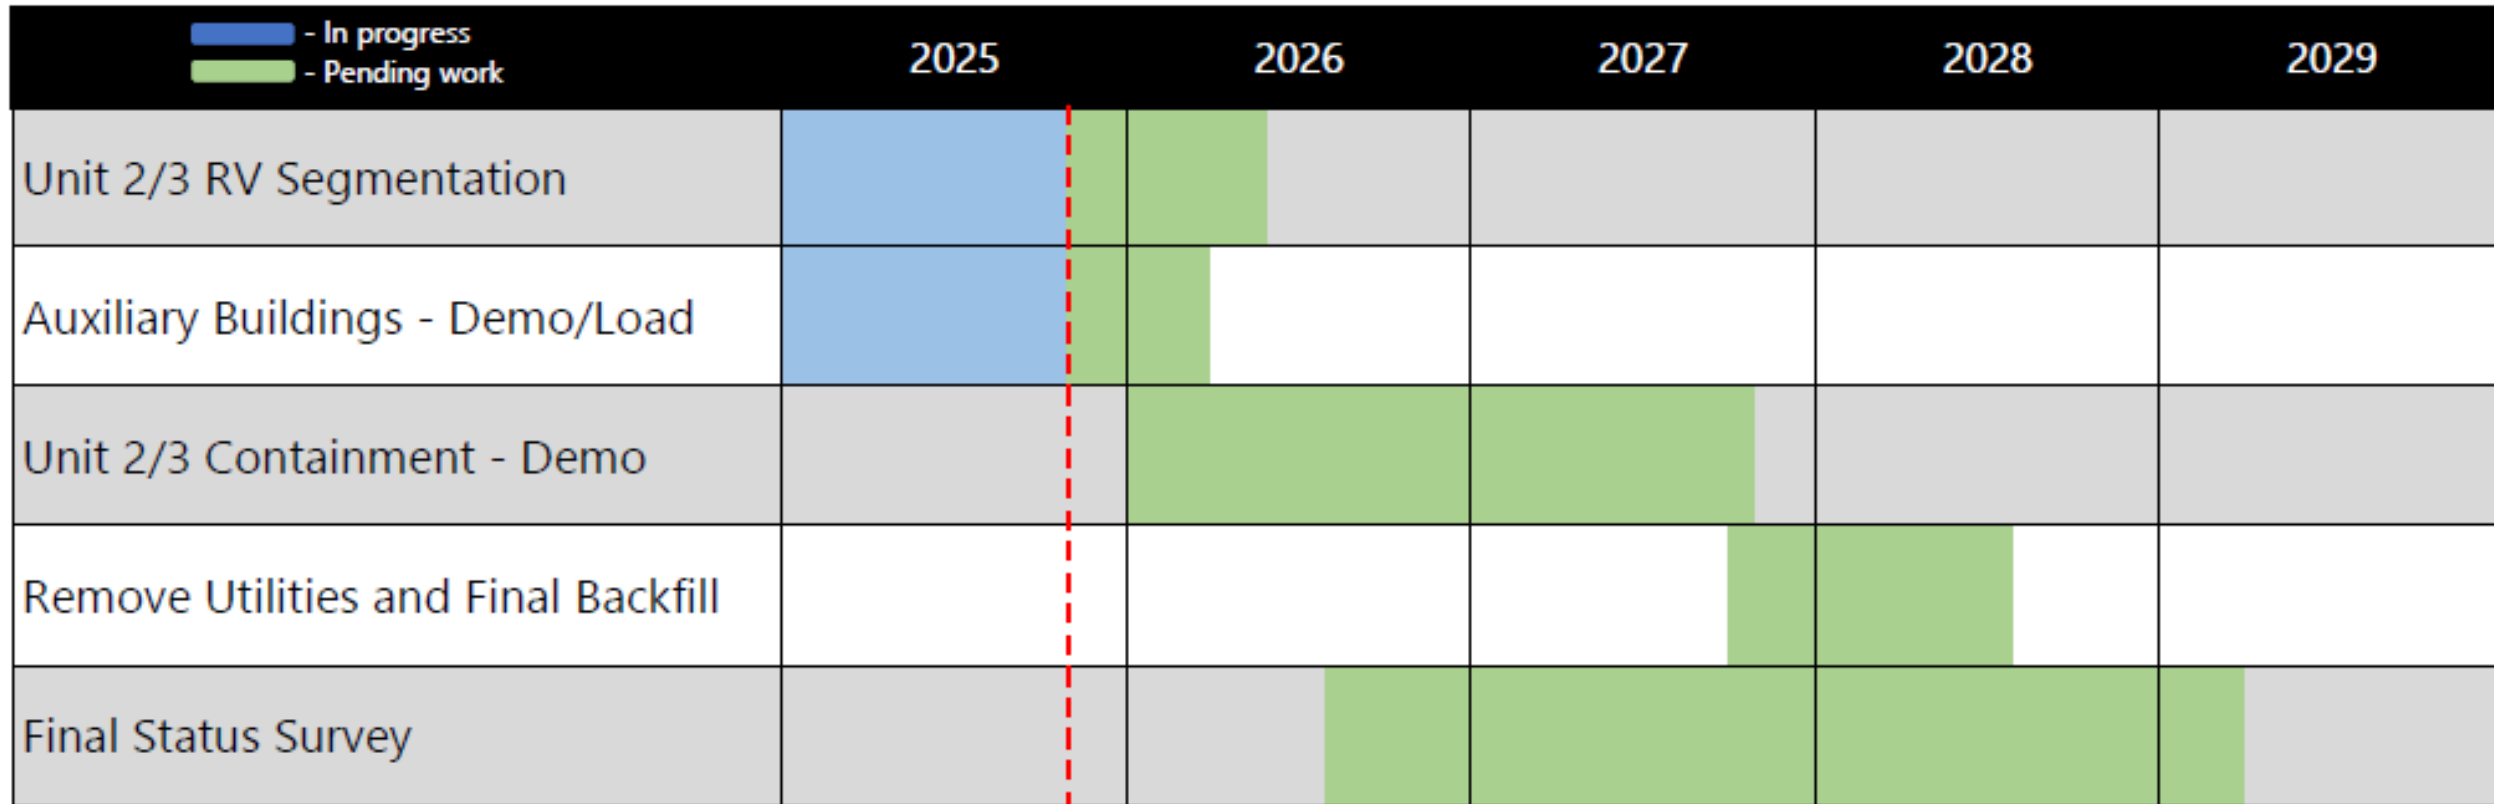 - In progress
- Pending work
2025 2026 2027 2028 2029
Unit 2/3 RV Segmentation
Auxiliary Buildings - Demo/Load
Unit 2/3 Containment - Demo
Remove Utilities and Final Backfill
Final Status Survey